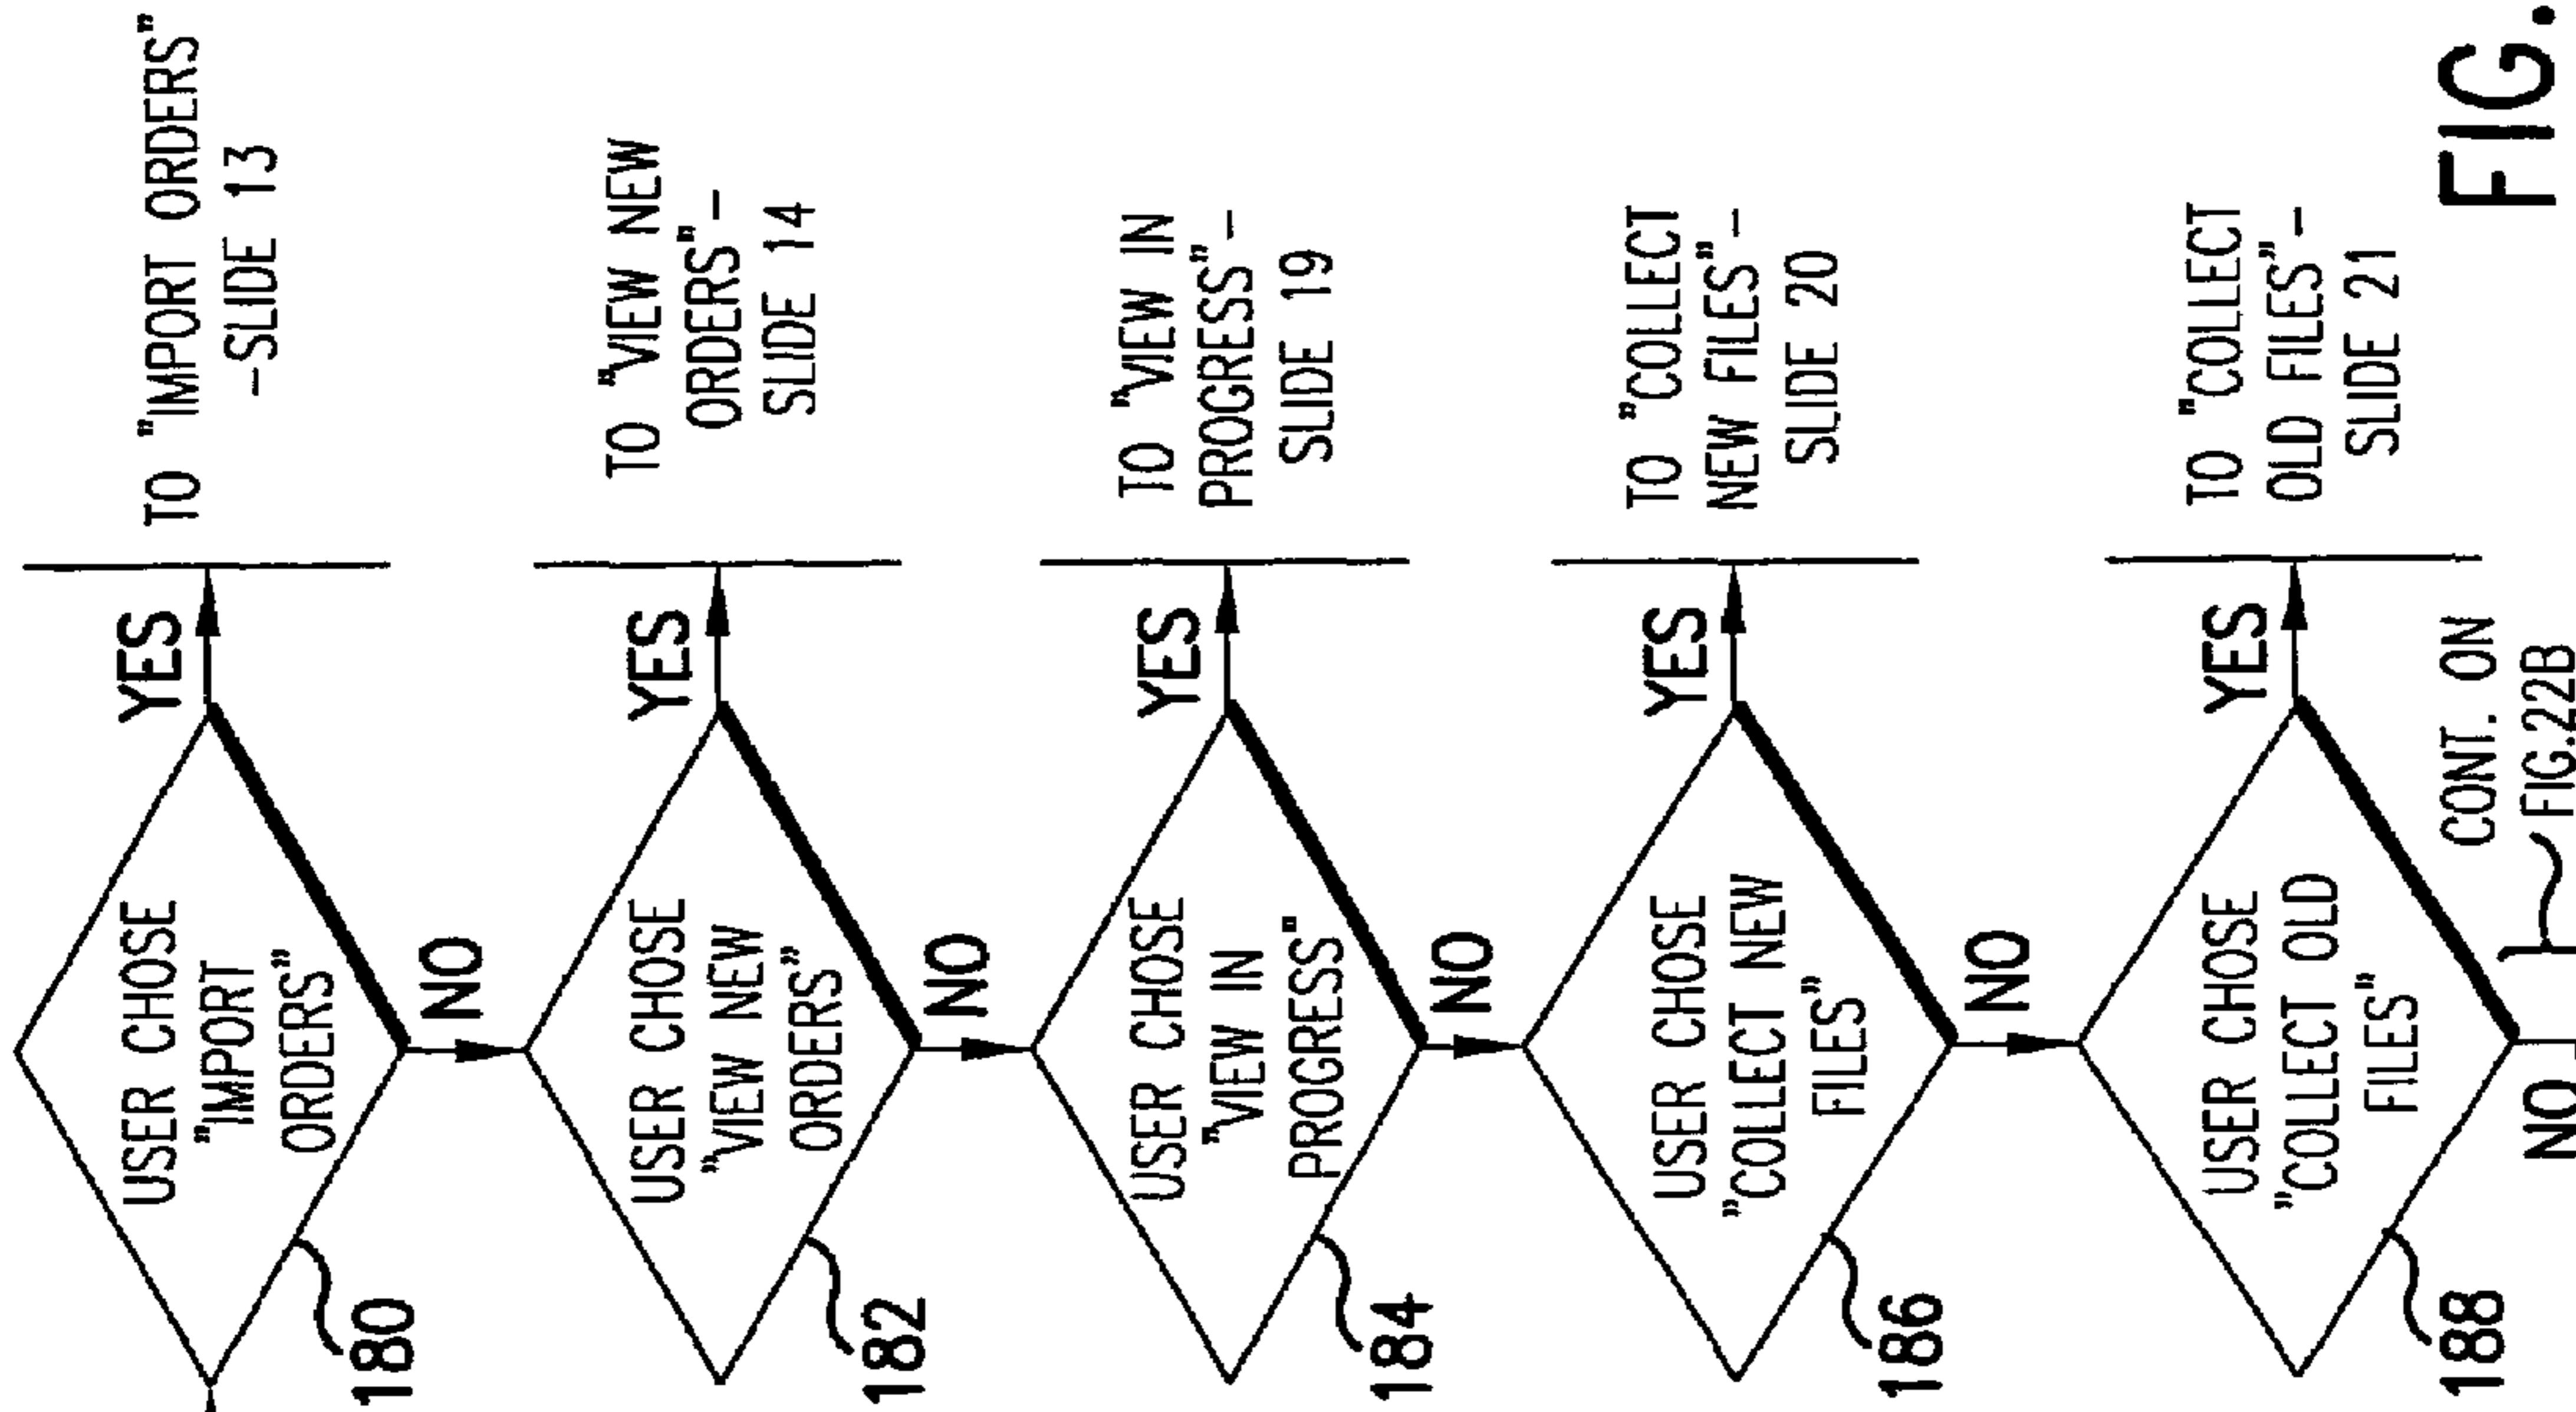 USER CHOSE
"IMPORT
ORDERS"
180
YES
NO
TO "IMPORT ORDERS"
-SLIDE 13
USER CHOSE
"VIEW NEW
ORDERS"
182
YES
NO
TO "VIEW NEW
ORDERS"-
SLIDE 14
USER CHOSE
"VIEW IN
PROGRESS"
184
YES
NO
TO "VIEW IN
PROGRESS"-
SLIDE 19
USER CHOSE
"COLLECT NEW
FILES"
186
YES
NO
TO "COLLECT
NEW FILES"-
SLIDE 20
USER CHOSE
"COLLECT OLD
FILES"
188
YES
NO
TO "COLLECT
OLD FILES"-
SLIDE 21
CONT. ON
FIG.22B
FIG.